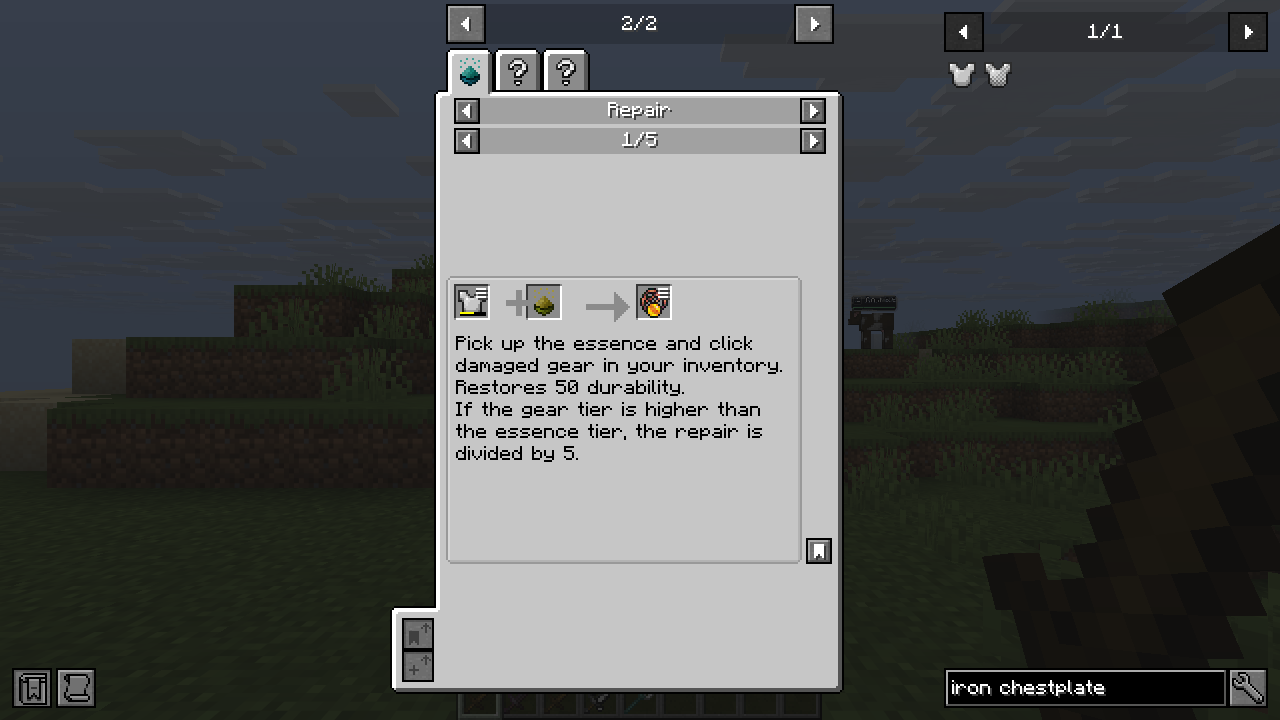 2/2
1/1
Repair
1/5
Pick up the essence and click
damaged gear in your inventory.
Restores 50 durability.
If the gear tier is higher than
the essence tier, the repair is
divided by 5.
iron chestplate